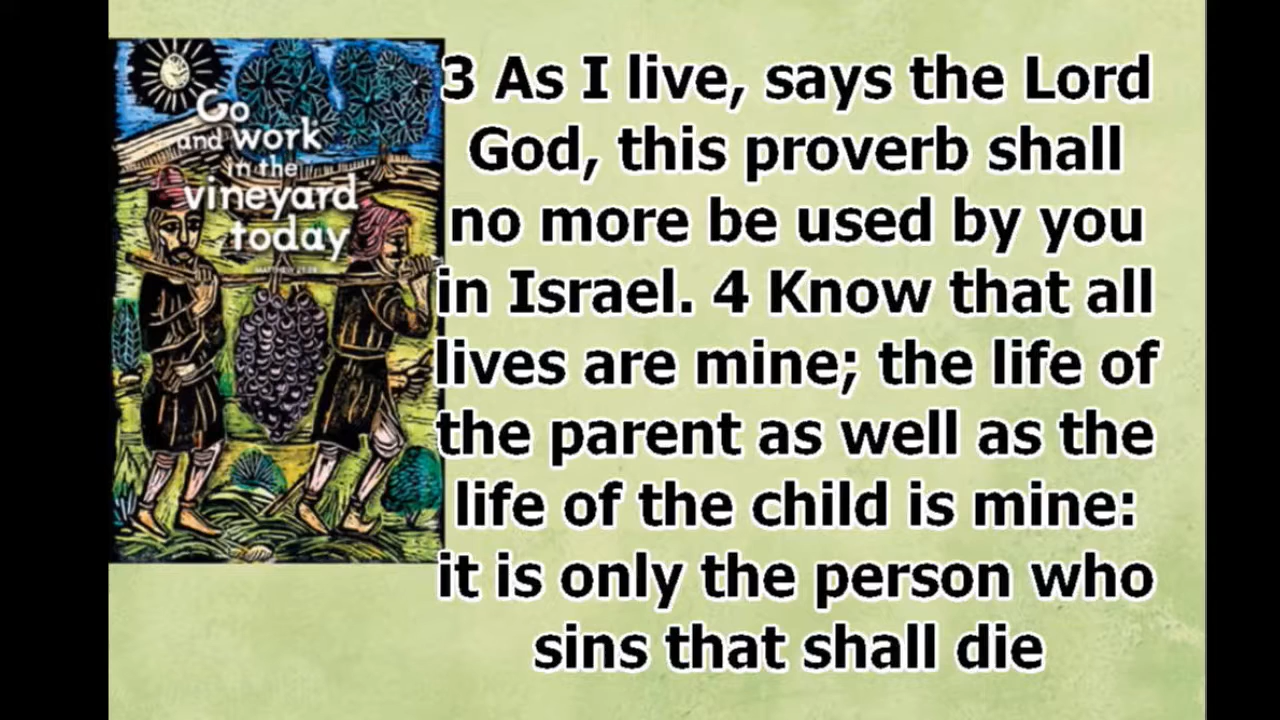 Go
and work
in the
vineyard
today
MATTHEW 21:28
3 As I live, says the Lord
God, this proverb shall
no more be used by you
in Israel. 4 Know that all
lives are mine; the life of
the parent as well as the
life of the child is mine:
it is only the person who
sins that shall die